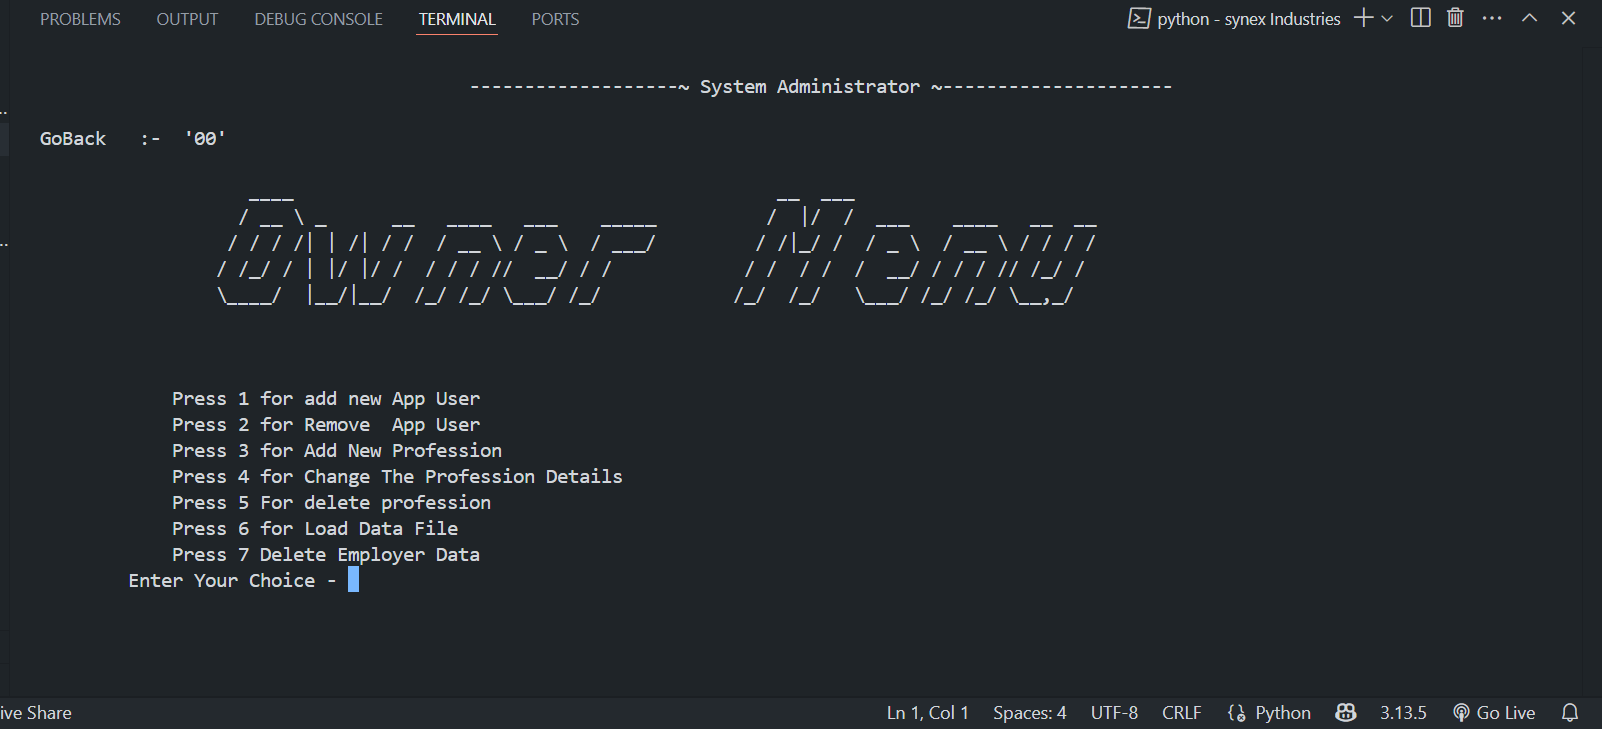 PROBLEMS OUTPUT DEBUG CONSOLE TERMINAL PORTS python - synex Industries
-------------------~ System Administrator ~---------------------
GoBack :- '00'
Owner Menu
Press 1 for add new App User
Press 2 for Remove  App User
Press 3 for Add New Profession
Press 4 for Change The Profession Details
Press 5 For delete profession
Press 6 for Load Data File
Press 7 Delete Employer Data
Enter Your Choice -
ive Share Ln 1, Col 1 Spaces: 4 UTF-8 CRLF Python 3.13.5 Go Live